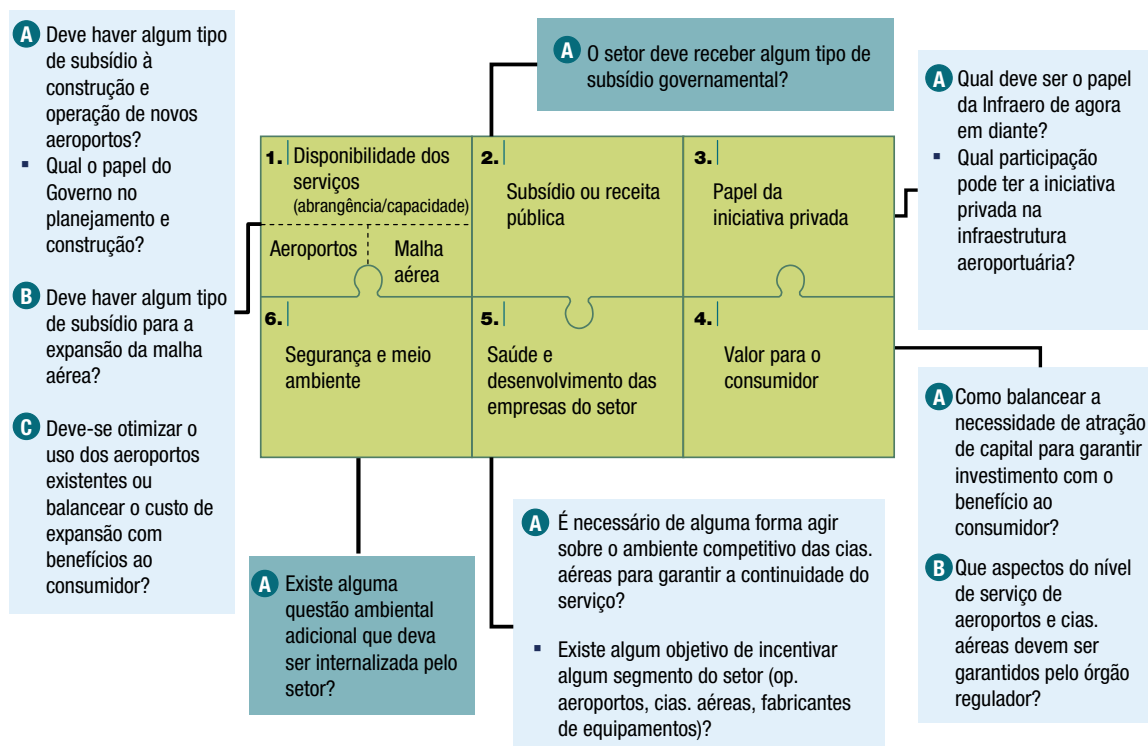 A Deve haver algum tipo
de subsídio à
construção e
operação de novos
aeroportos?
▪ Qual o papel do
Governo no
planejamento e
construção?
B Deve haver algum tipo
de subsídio para a
expansão da malha
aérea?
C Deve-se otimizar o
uso dos aeroportos
existentes ou
balancear o custo de
expansão com
benefícios ao
consumidor?
A O setor deve receber algum tipo de
subsídio governamental?
A Qual deve ser o papel
da Infraero de agora
em diante?
▪ Qual participação
pode ter a iniciativa
privada na
infraestrutura
aeroportuária?
1. Disponibilidade dos
serviços
(abrangência/capacidade)
Aeroportos
Malha
aérea
2.
Subsídio ou receita
pública
3.
Papel da
iniciativa privada
6.
Segurança e meio
ambiente
5.
Saúde e
desenvolvimento das
empresas do setor
4.
Valor para o
consumidor
A Existe alguma
questão ambiental
adicional que deva
ser internalizada pelo
setor?
A É necessário de alguma forma agir
sobre o ambiente competitivo das cias.
aéreas para garantir a continuidade do
serviço?
▪ Existe algum objetivo de incentivar
algum segmento do setor (op.
aeroportos, cias. aéreas, fabricantes
de equipamentos)?
A Como balancear a
necessidade de atração
de capital para garantir
investimento com o
benefício ao
consumidor?
B Que aspectos do nível
de serviço de
aeroportos e cias.
aéreas devem ser
garantidos pelo órgão
regulador?